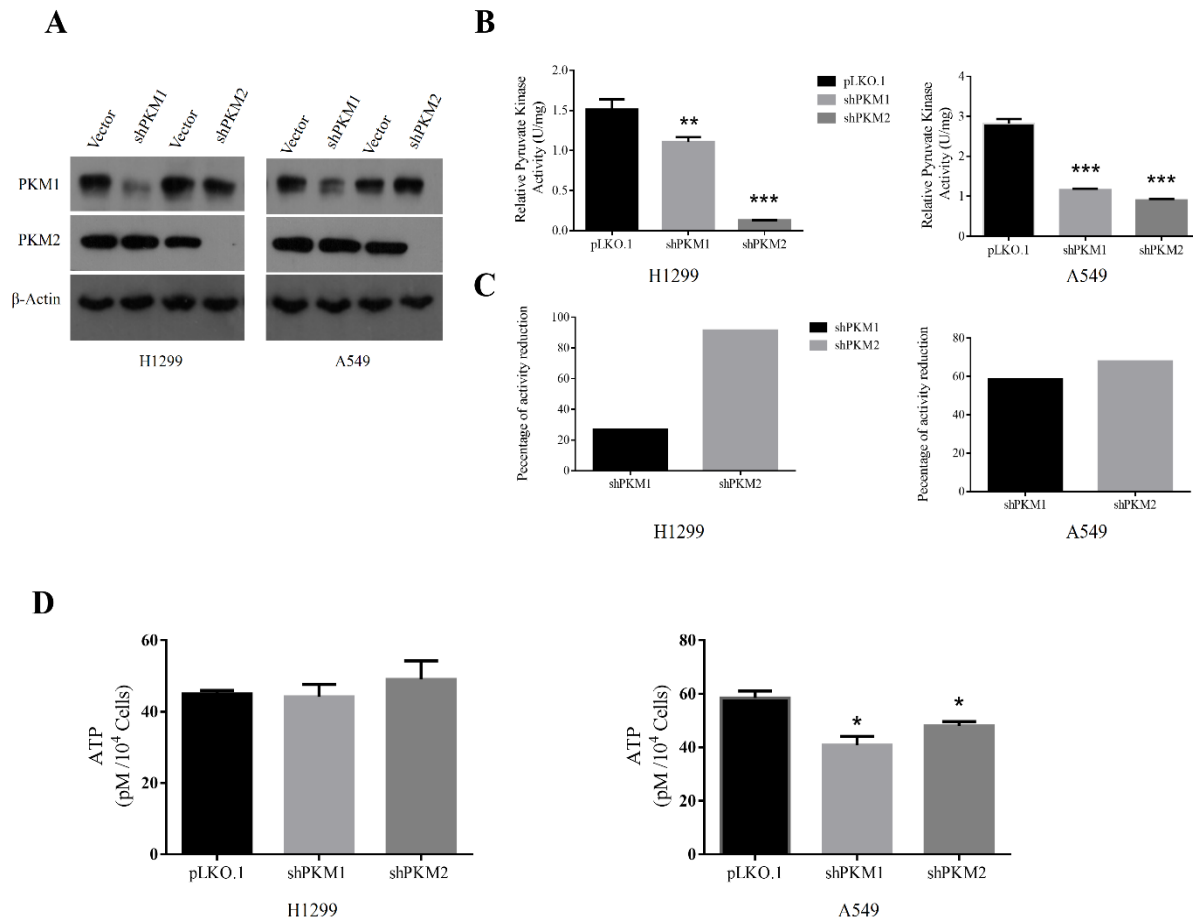 A
Vector
shPKM1
Vector
shPKM2
Vector
shPKM1
Vector
shPKM2
PKM1
PKM2
β-Actin
H1299
A549
B
Relative Pyruvate Kinase
Activity (U/mg)
2.0
1.5
1.0
0.5
0.0
**
***
pLKO.1
shPKM1
shPKM2
H1299
pLKO.1
shPKM1
shPKM2
Relative Pyruvate Kinase
Activity (U/mg)
4
3
2
1
0
***
***
pLKO.1
shPKM1
shPKM2
A549
C
Pecentage of activity reduction
100
80
60
40
20
0
shPKM1
shPKM2
H1299
shPKM1
shPKM2
Pecentage of activity reduction
80
60
40
20
0
shPKM1
shPKM2
A549
D
ATP
(pM /10⁴ Cells)
60
40
20
0
pLKO.1
shPKM1
shPKM2
H1299
ATP
(pM /10⁴ Cells)
80
60
40
20
0
*
*
pLKO.1
shPKM1
shPKM2
A549